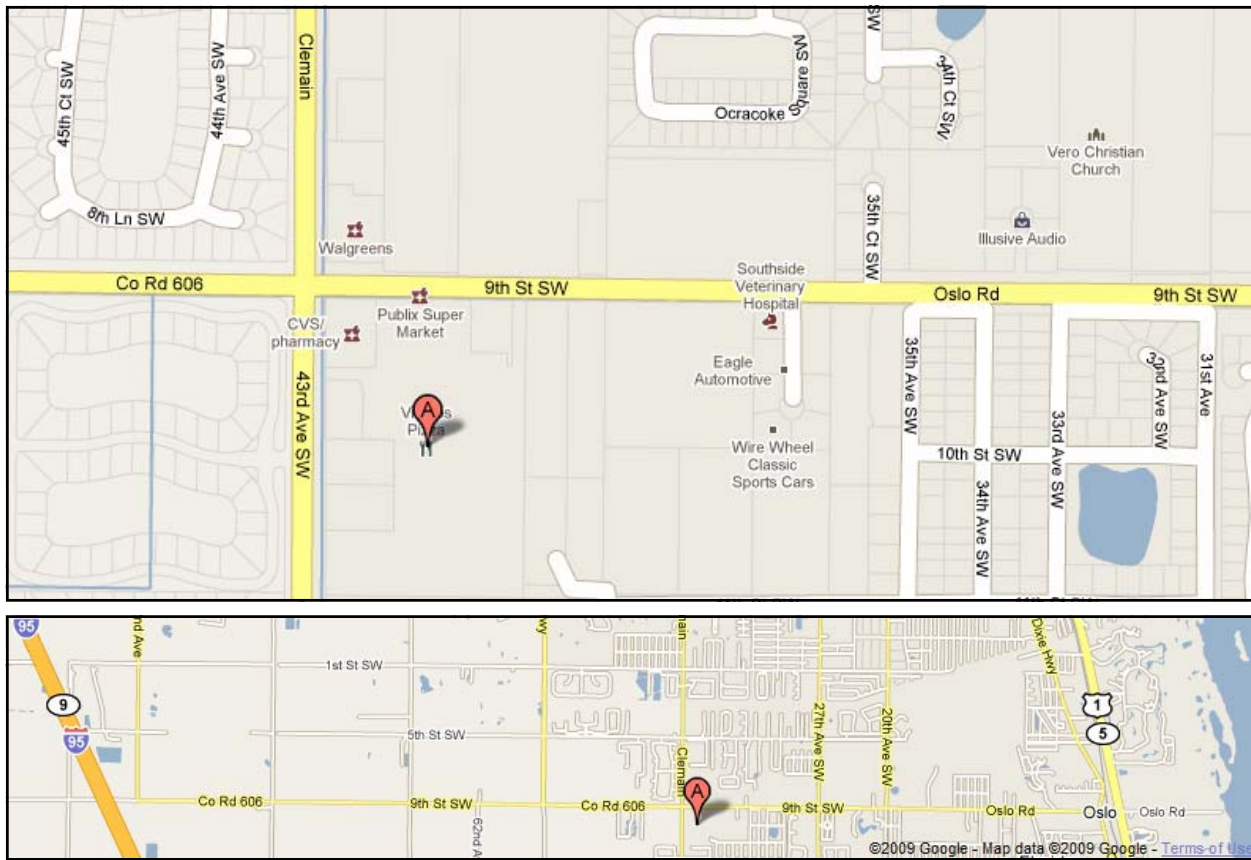 45th Ct SW
44th Ave SW
8th Ln SW
Clemain
Walgreens
Ocracoke Square SW
SW
34th Ct SW
Vero Christian
Church
35th Ct SW
Illusive Audio
Co Rd 606
9th St SW
Oslo Rd
9th St SW
Southside
Veterinary
Hospital
CVS/
pharmacy
Publix Super
Market
43rd Ave SW
A
Pizza
Eagle
Automotive
Wire Wheel
Classic
Sports Cars
35th Ave SW
34th Ave SW
33rd Ave SW
32nd Ave SW
31st Ave
10th St SW
95
9
95
1st St SW
5th St SW
Co Rd 606
9th St SW
Co Rd 606
Clemain
A
27th Ave SW
20th Ave SW
9th St SW
Dixie Hwy
1
5
Oslo Rd
Oslo
Oslo Rd
©2009 Google - Map data ©2009 Google - Terms of Use